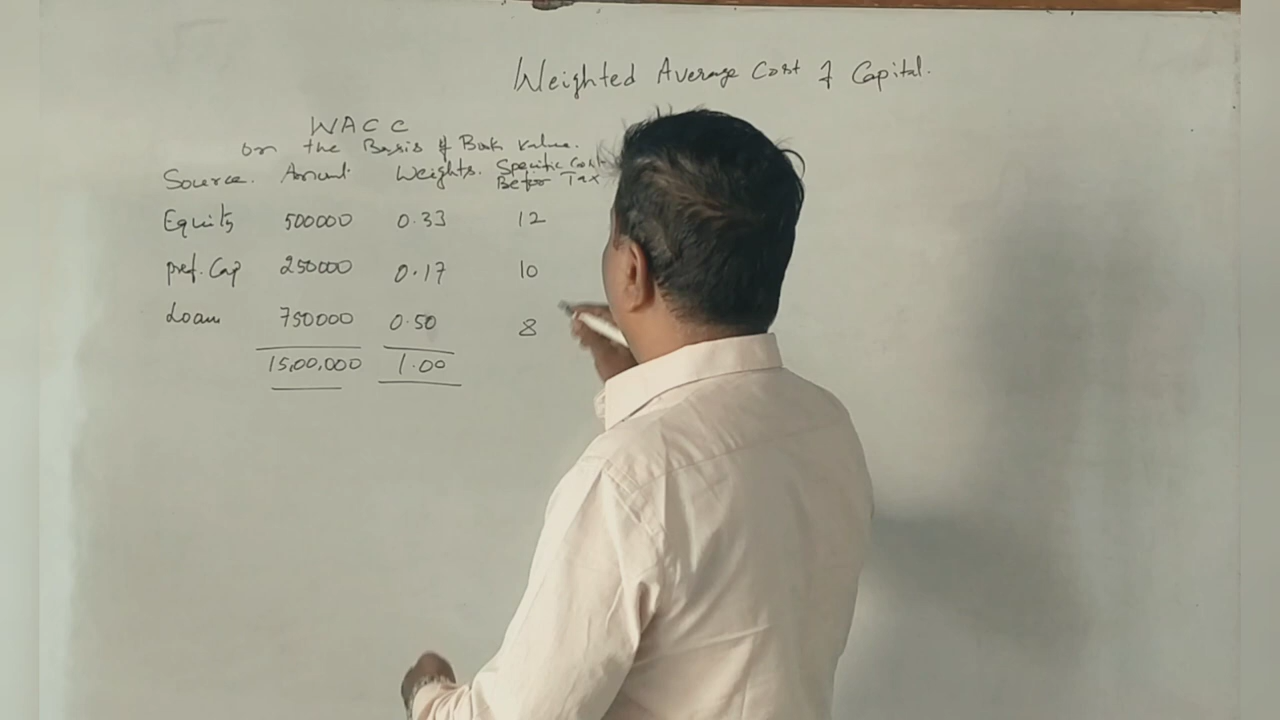 Weighted Average Cost of Capital.
WACC
on the Basis of Book Value.
Source. Amount Weights. Specific Cost Before Tax
Equity 500000 0.33 12
pref. Cap 250000 0.17 10
Loan 750000 0.50 8
15,00,000 1.00